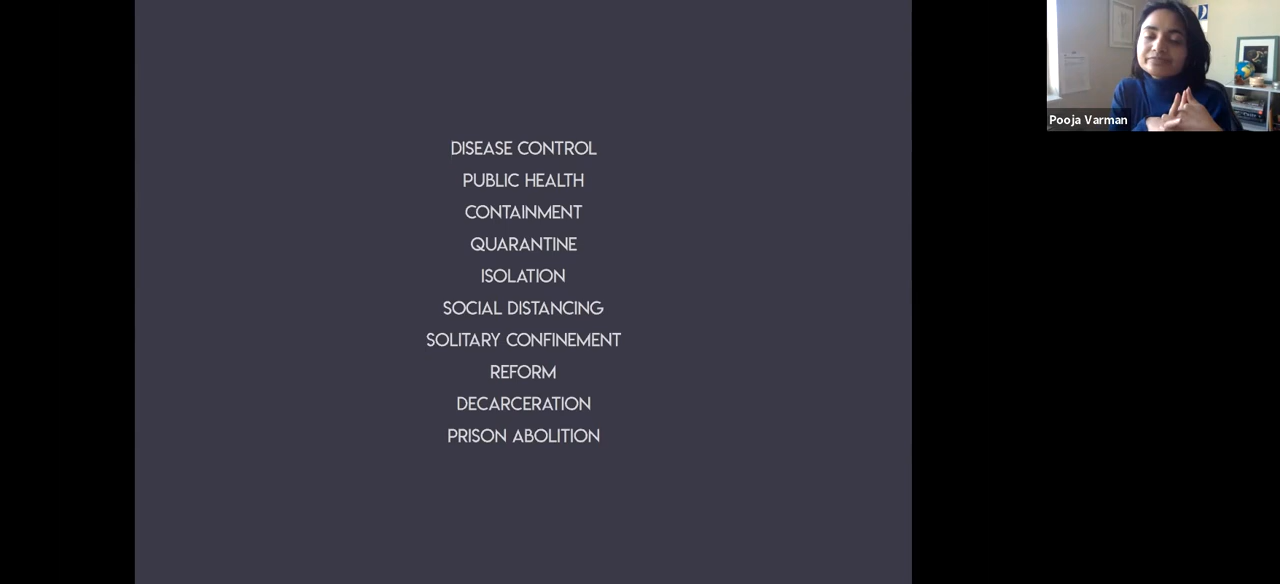 DISEASE CONTROL
PUBLIC HEALTH
CONTAINMENT
QUARANTINE
ISOLATION
SOCIAL DISTANCING
SOLITARY CONFINEMENT
REFORM
DECARCERATION
PRISON ABOLITION
Pooja Varman